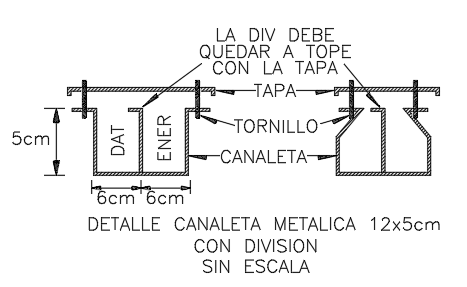 LA DIV DEBE
QUEDAR A TOPE
CON LA TAPA
TAPA
TORNILLO
CANALETA
5cm
DAT
ENER
6cm 6cm
DETALLE CANALETA METALICA 12x5cm
CON DIVISION
SIN ESCALA